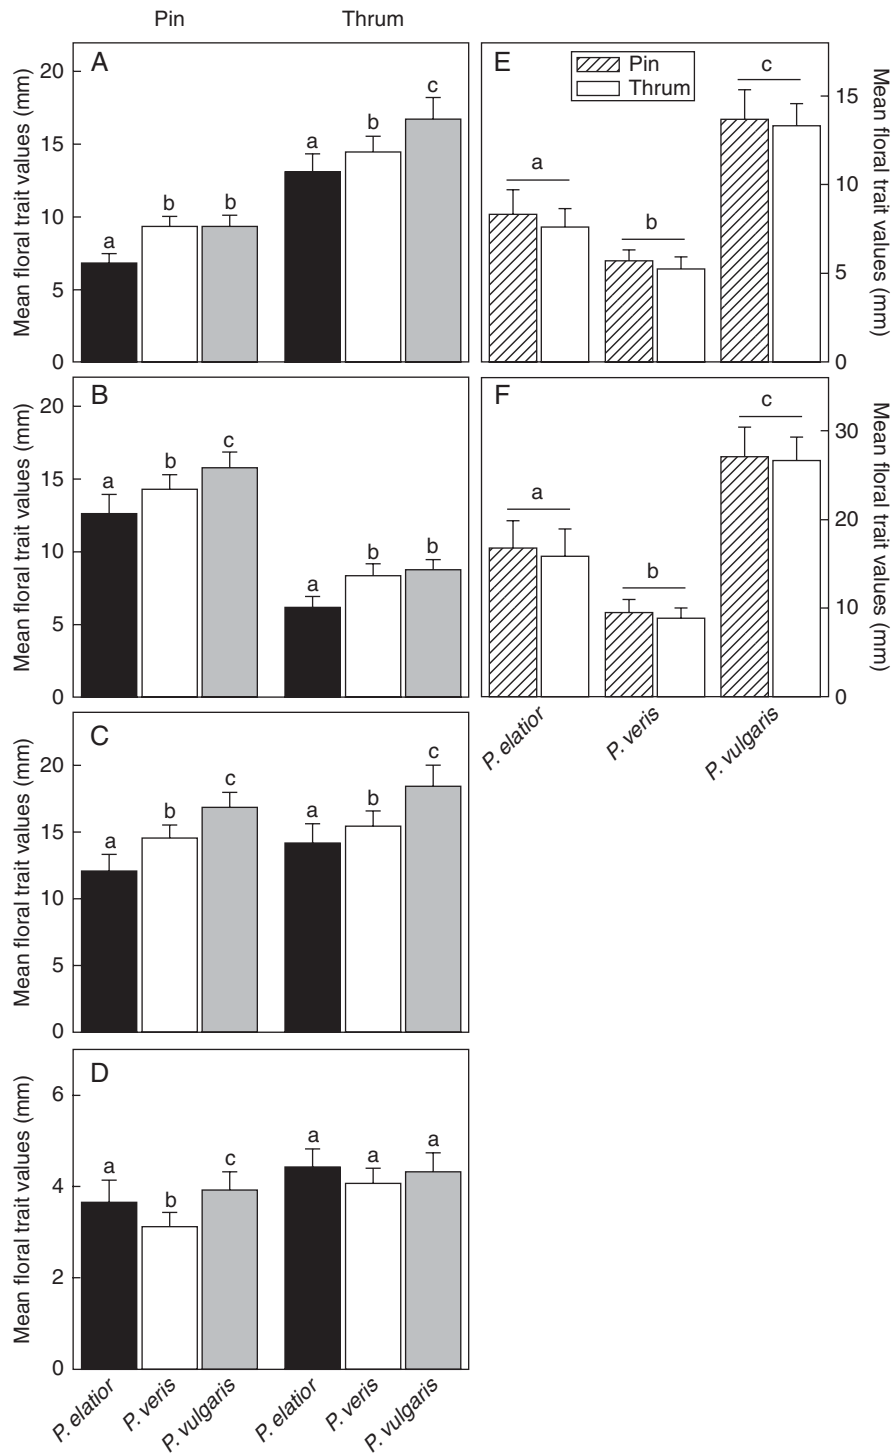 Pin Thrum
A
Mean floral trait values (mm)
20
15
10
5
0
a b b a b c
B
Mean floral trait values (mm)
20
15
10
5
0
a b c a b b
C
Mean floral trait values (mm)
20
15
10
5
0
a b c a b c
D
Mean floral trait values (mm)
6
4
2
0
a b c a a a
P. elatior P. veris P. vulgaris P. elatior P. veris P. vulgaris
E
Pin
Thrum
a b c
15
10
5
0
Mean floral trait values (mm)
F
a b c
30
20
10
0
Mean floral trait values (mm)
P. elatior P. veris P. vulgaris